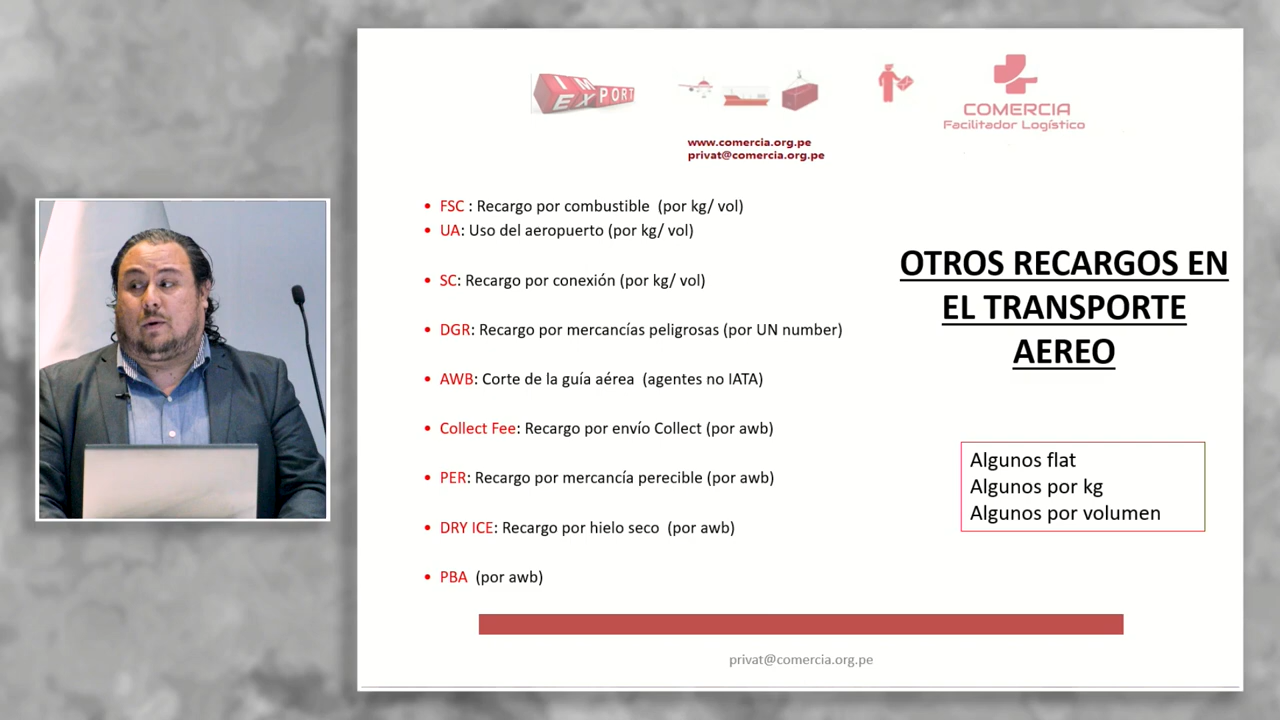 IM
EXPORT
COMERCIA
Facilitador Logístico
www.comercia.org.pe
privat@comercia.org.pe
• FSC : Recargo por combustible (por kg/ vol)
• UA: Uso del aeropuerto (por kg/ vol)
• SC: Recargo por conexión (por kg/ vol)
• DGR: Recargo por mercancías peligrosas (por UN number)
• AWB: Corte de la guía aérea (agentes no IATA)
• Collect Fee: Recargo por envío Collect (por awb)
• PER: Recargo por mercancía perecible (por awb)
• DRY ICE: Recargo por hielo seco (por awb)
• PBA (por awb)
OTROS RECARGOS EN
EL TRANSPORTE
AEREO
Algunos flat
Algunos por kg
Algunos por volumen
privat@comercia.org.pe